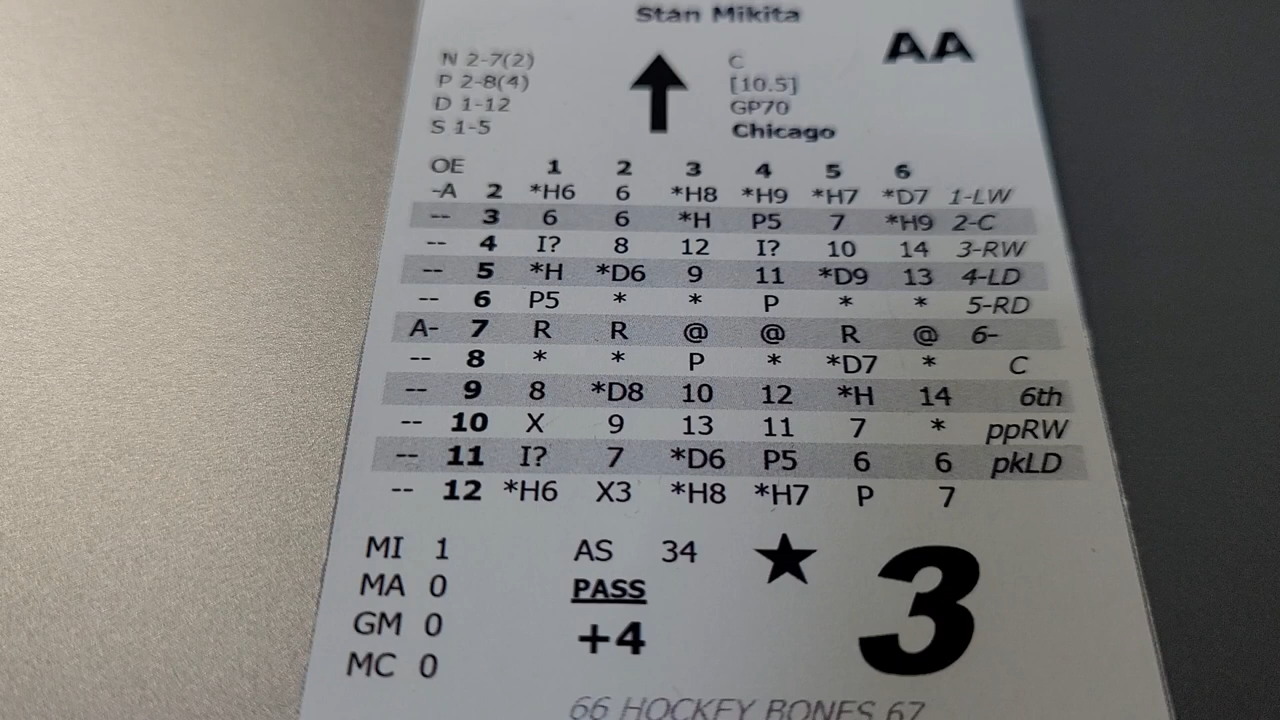 Stan Mikita
AA
N 2-7(2) C
P 2-8(4) [10.5]
D 1-12 GP70
S 1-5 Chicago
OE 1 2 3 4 5 6
-A 2 *H6 6 *H8 *H9 *H7 *D7 1-LW
-- 3 6 6 *H P5 7 *H9 2-C
-- 4 I? 8 12 I? 10 14 3-RW
-- 5 *H *D6 9 11 *D9 13 4-LD
-- 6 P5 * * P * * 5-RD
A- 7 R R @ @ R @ 6-
-- 8 * * P * *D7 * C
-- 9 8 *D8 10 12 *H 14 6th
-- 10 X 9 13 11 7 * ppRW
-- 11 I? 7 *D6 P5 6 6 pkLD
-- 12 *H6 X3 *H8 *H7 P 7
MI 1 AS 34 ★ 3
MA 0 PASS
GM 0 +4
MC 0
66 HOCKEY BONES 67